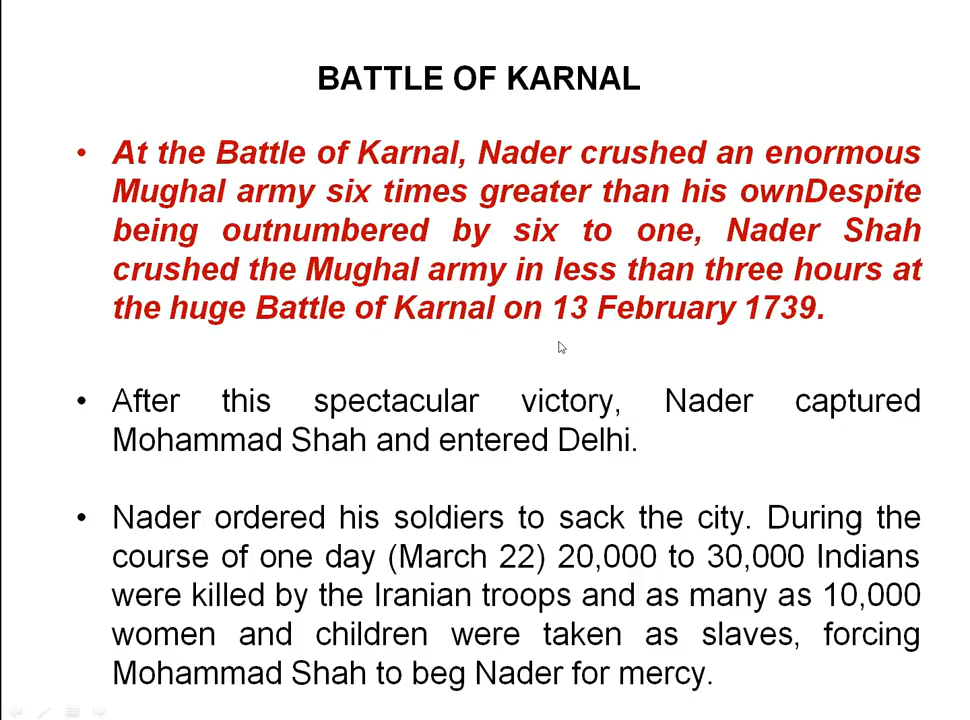 BATTLE OF KARNAL
• At the Battle of Karnal, Nader crushed an enormous
Mughal army six times greater than his ownDespite
being outnumbered by six to one, Nader Shah
crushed the Mughal army in less than three hours at
the huge Battle of Karnal on 13 February 1739.
• After this spectacular victory, Nader captured
Mohammad Shah and entered Delhi.
• Nader ordered his soldiers to sack the city. During the
course of one day (March 22) 20,000 to 30,000 Indians
were killed by the Iranian troops and as many as 10,000
women and children were taken as slaves, forcing
Mohammad Shah to beg Nader for mercy.